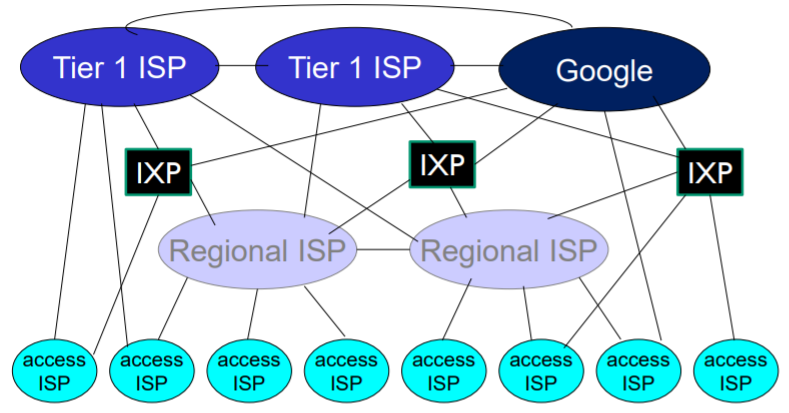 Tier 1 ISP
Tier 1 ISP
Google
IXP
IXP
IXP
Regional ISP
Regional ISP
access
ISP
access
ISP
access
ISP
access
ISP
access
ISP
access
ISP
access
ISP
access
ISP